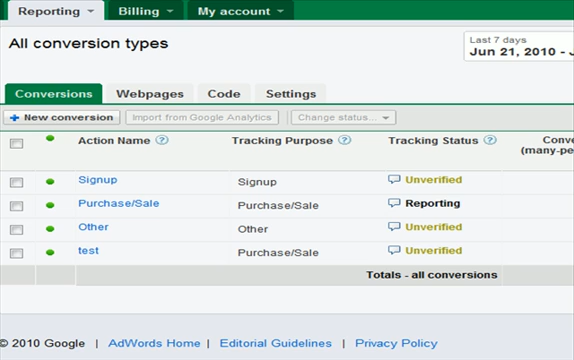 Reporting Billing My account
All conversion types
Last 7 days
Jun 21, 2010 -
Conversions Webpages Code Settings
+ New conversion Import from Google Analytics Change status...
Action Name ? Tracking Purpose ? Tracking Status ?
(many-pe
Signup Signup Unverified
Purchase/Sale Purchase/Sale Reporting
Other Other Unverified
test Purchase/Sale Unverified
Totals - all conversions
© 2010 Google | AdWords Home | Editorial Guidelines | Privacy Policy